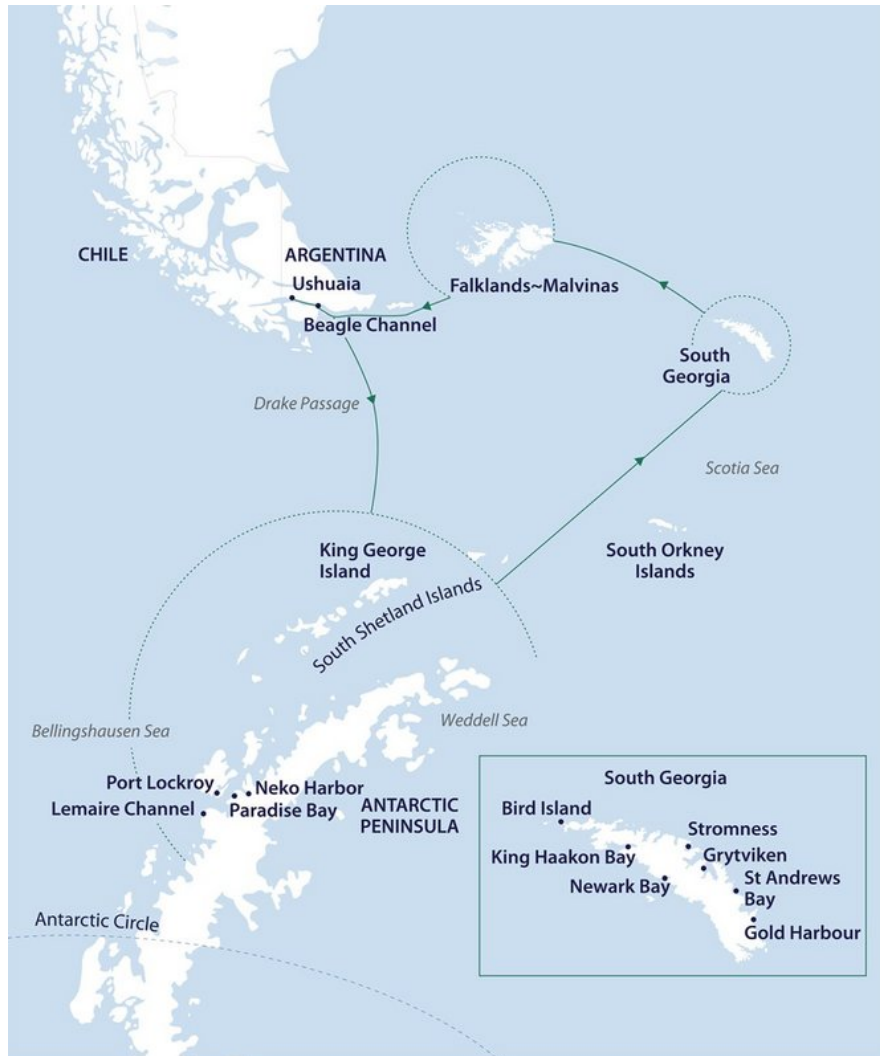 CHILE
ARGENTINA
Ushuaia
Beagle Channel
Falklands~Malvinas
South
Georgia
Drake Passage
Scotia Sea
King George
Island
South Orkney
Islands
South Shetland Islands
Bellingshausen Sea
Weddell Sea
Port Lockroy
Neko Harbor
Lemaire Channel
Paradise Bay
ANTARCTIC
PENINSULA
Antarctic Circle
South Georgia
Bird Island
Stromness
King Haakon Bay
Grytviken
Newark Bay
St Andrews
Bay
Gold Harbour